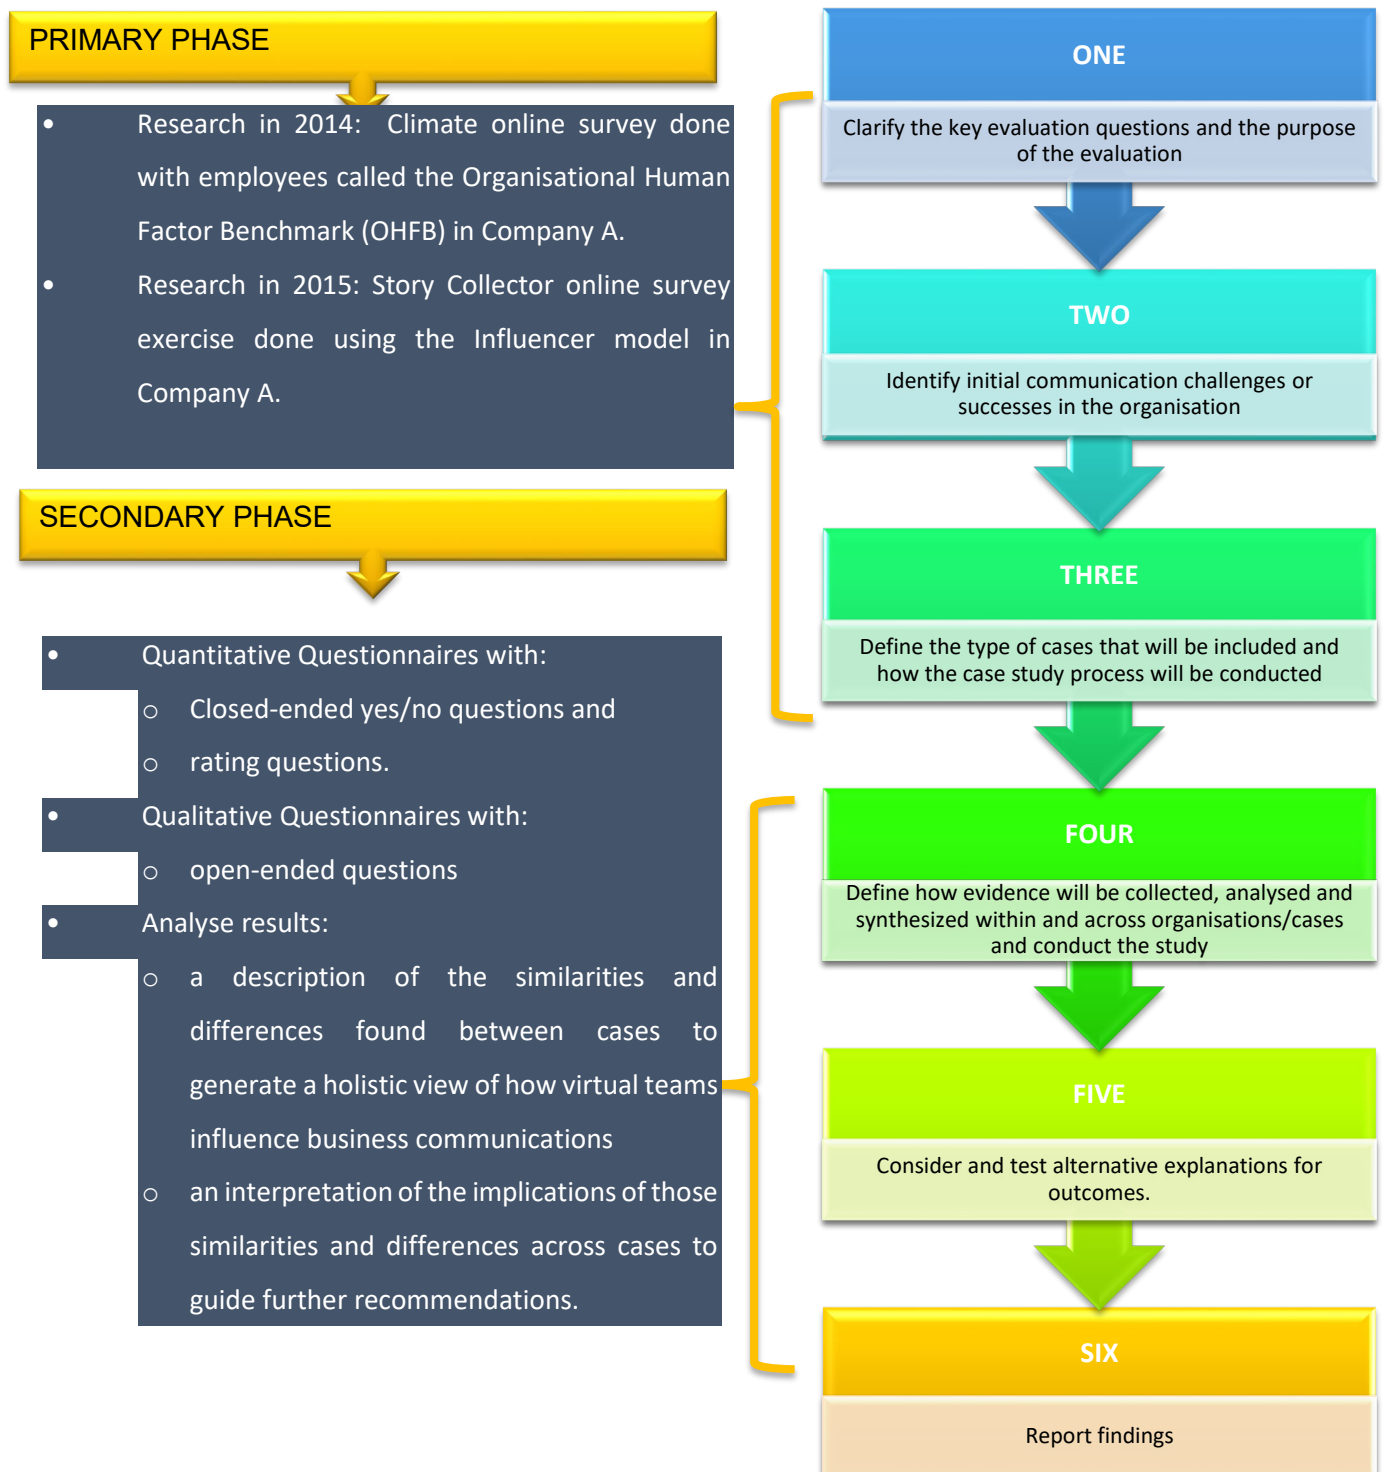 PRIMARY PHASE
• Research in 2014: Climate online survey done
with employees called the Organisational Human
Factor Benchmark (OHFB) in Company A.
• Research in 2015: Story Collector online survey
exercise done using the Influencer model in
Company A.
SECONDARY PHASE
• Quantitative Questionnaires with:
o Closed-ended yes/no questions and
o rating questions.
• Qualitative Questionnaires with:
o open-ended questions
• Analyse results:
o a description of the similarities and
differences found between cases to
generate a holistic view of how virtual teams
influence business communications
o an interpretation of the implications of those
similarities and differences across cases to
guide further recommendations.
ONE
Clarify the key evaluation questions and the purpose
of the evaluation
TWO
Identify initial communication challenges or
successes in the organisation
THREE
Define the type of cases that will be included and
how the case study process will be conducted
FOUR
Define how evidence will be collected, analysed and
synthesized within and across organisations/cases
and conduct the study
FIVE
Consider and test alternative explanations for
outcomes.
SIX
Report findings